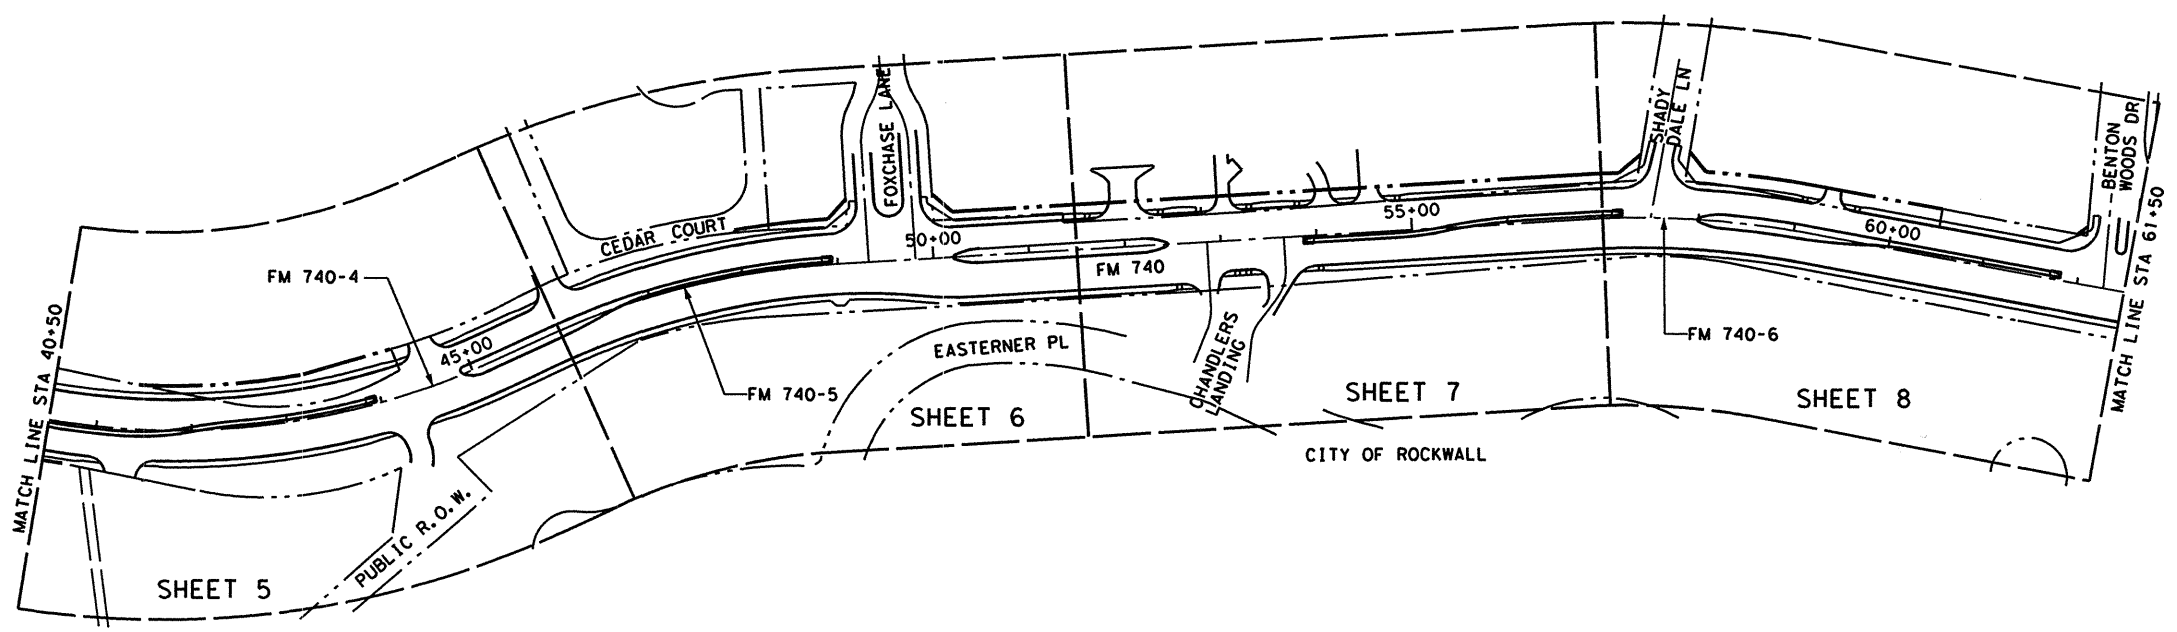 MATCH LINE STA 40+50
SHEET 5
PUBLIC R.O.W.
FM 740-4
45+00
CEDAR COURT
FOXCHASE LANE
50+00
FM 740-5
EASTERNER PL
SHEET 6
FM 740
CHANDLERS
LANDING
55+00
SHEET 7
CITY OF ROCKWALL
SHADY
DALE LN
FM 740-6
SHEET 8
60+00
BENTON
WOODS DR
MATCH LINE STA 61+50